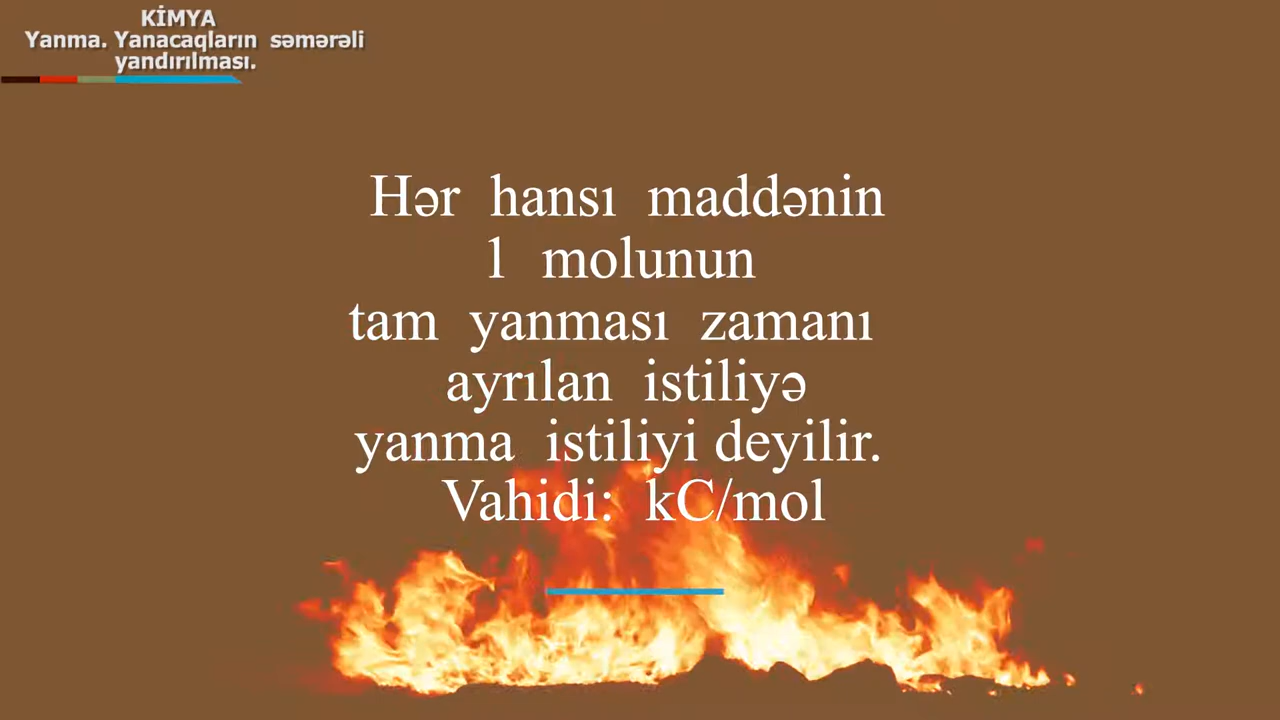 KİMYA
Yanma. Yanacaqların səmərəli
yandırılması.
Hər hansı maddənin
1 molunun
tam yanması zamanı
ayrılan istiliyə
yanma istiliyi deyilir.
Vahidi: kC/mol